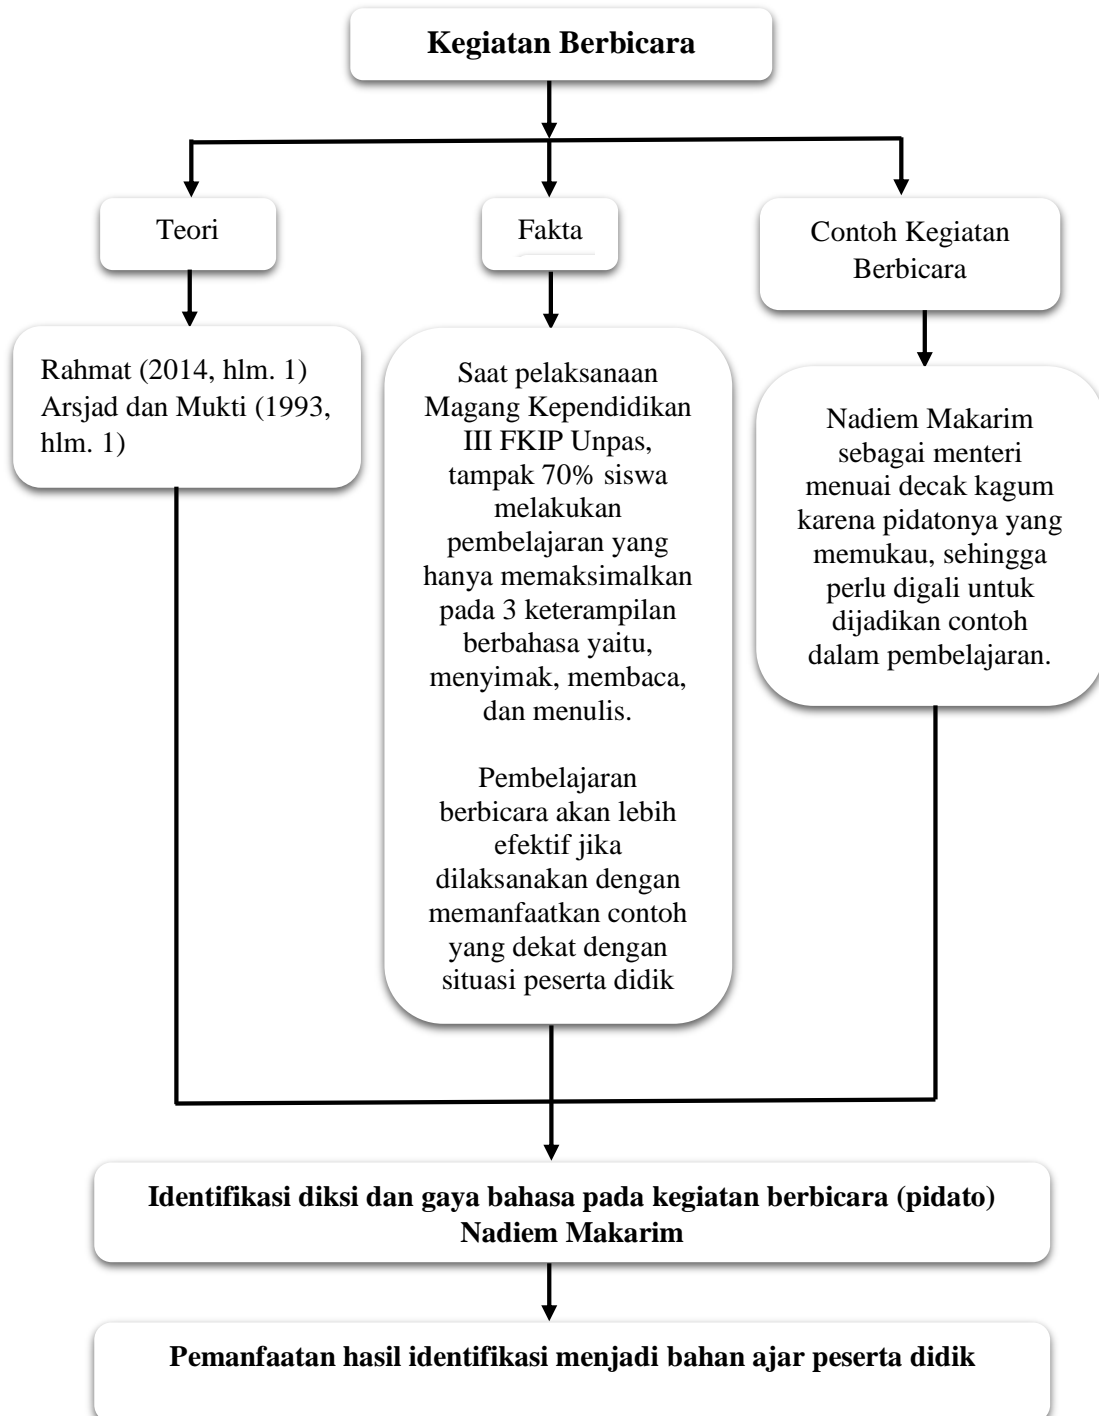 Kegiatan Berbicara
Teori
Fakta
Contoh Kegiatan
Berbicara
Rahmat (2014, hlm. 1)
Arsjad dan Mukti (1993,
hlm. 1)
Saat pelaksanaan
Magang Kependidikan
III FKIP Unpas,
tampak 70% siswa
melakukan
pembelajaran yang
hanya memaksimalkan
pada 3 keterampilan
berbahasa yaitu,
menyimak, membaca,
dan menulis.
Pembelajaran
berbicara akan lebih
efektif jika
dilaksanakan dengan
memanfaatkan contoh
yang dekat dengan
situasi peserta didik
Nadiem Makarim
sebagai menteri
menuai decak kagum
karena pidatonya yang
memukau, sehingga
perlu digali untuk
dijadikan contoh
dalam pembelajaran.
Identifikasi diksi dan gaya bahasa pada kegiatan berbicara (pidato)
Nadiem Makarim
Pemanfaatan hasil identifikasi menjadi bahan ajar peserta didik